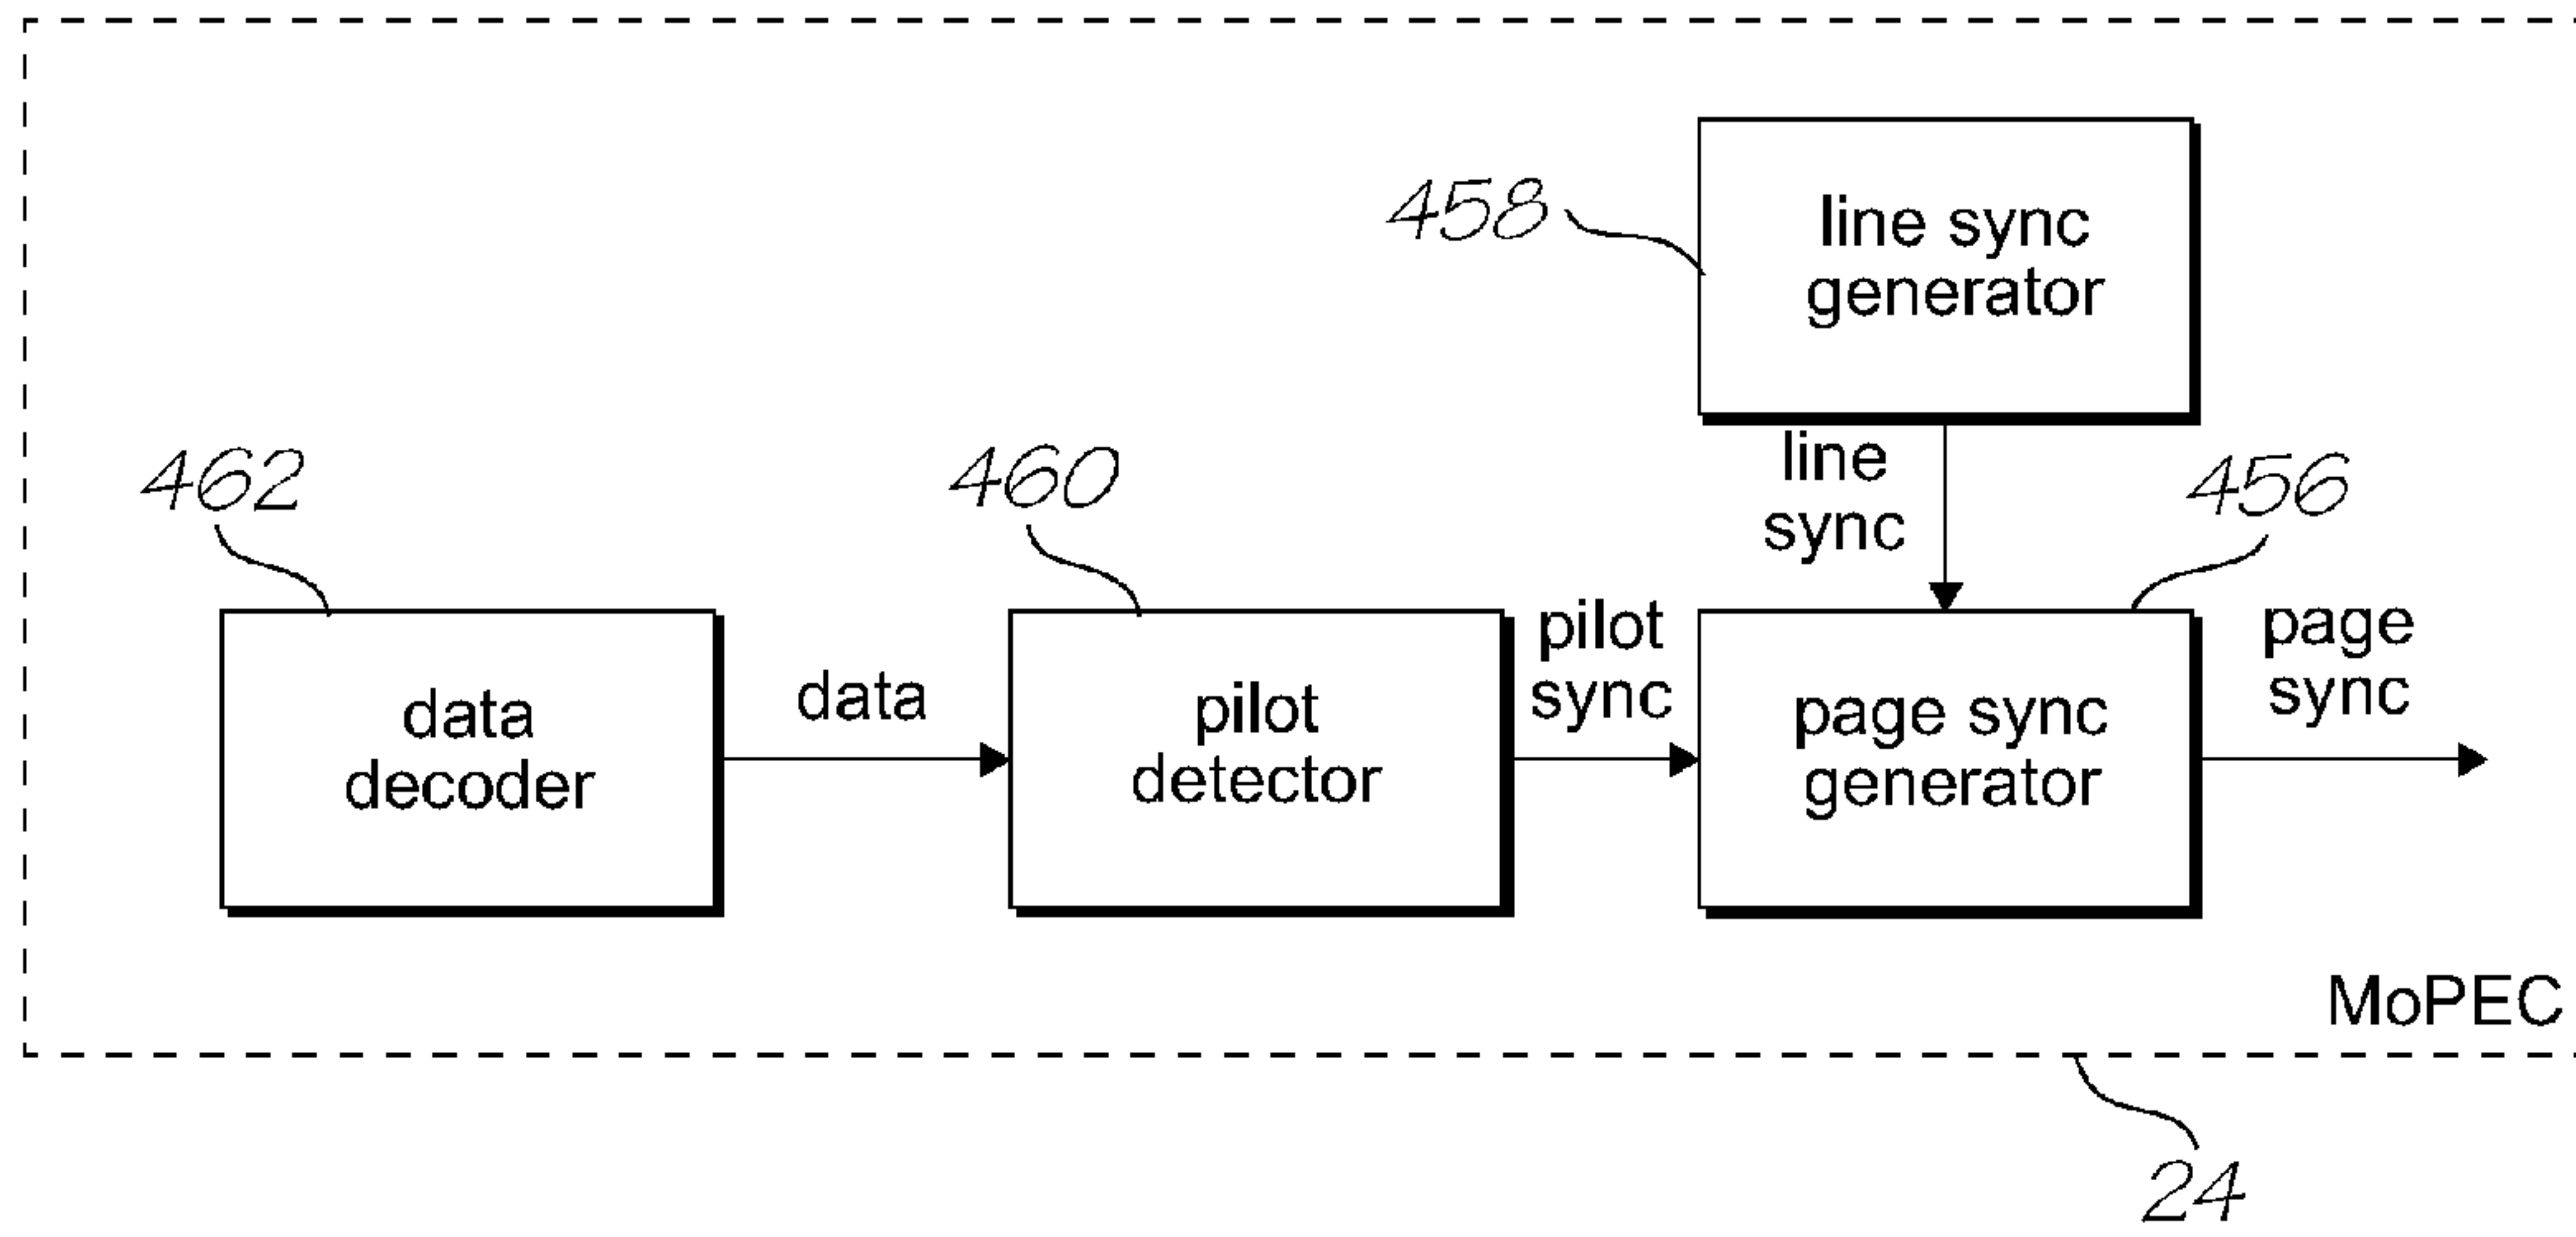 458
line sync
generator
line
sync
462
460
456
data
decoder
data
pilot
detector
pilot
sync
page sync
generator
page
sync
MoPEC
24